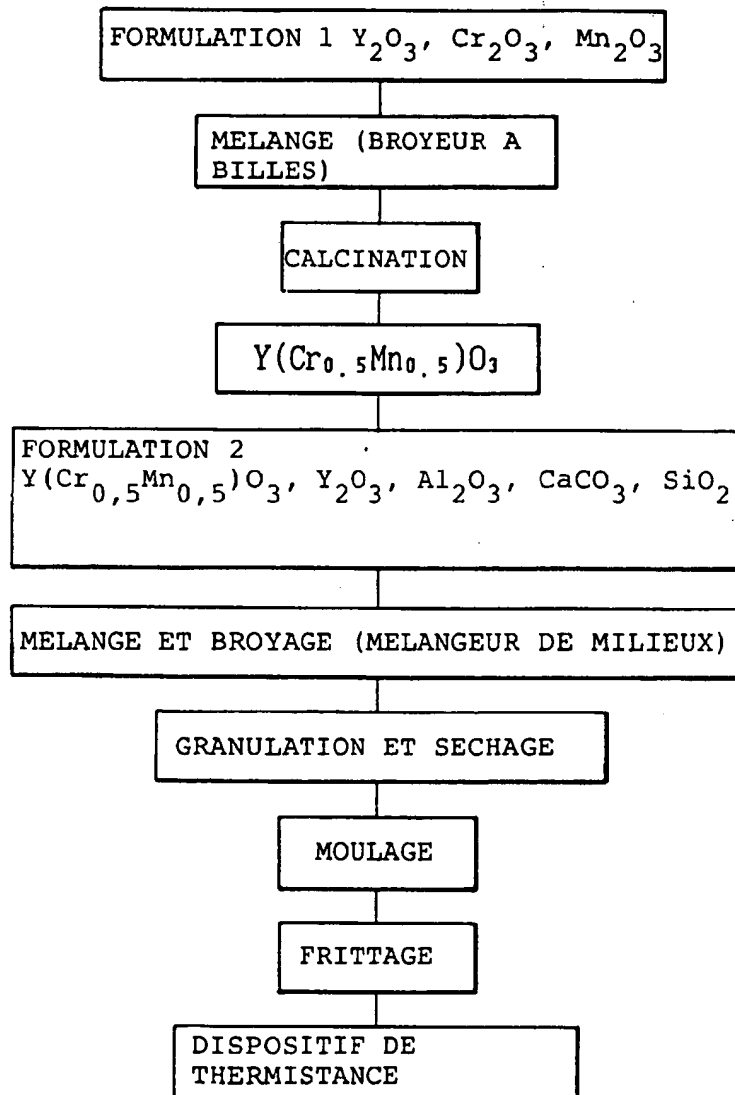 FORMULATION 1 Y₂O₃, Cr₂O₃, Mn₂O₃
MELANGE (BROYEUR A
BILLES)
CALCINATION
Y(Cr₀.₅Mn₀.₅)O₃
FORMULATION 2
Y(Cr₀,₅Mn₀,₅)O₃, Y₂O₃, Al₂O₃, CaCO₃, SiO₂
MELANGE ET BROYAGE (MELANGEUR DE MILIEUX)
GRANULATION ET SECHAGE
MOULAGE
FRITTAGE
DISPOSITIF DE
THERMISTANCE